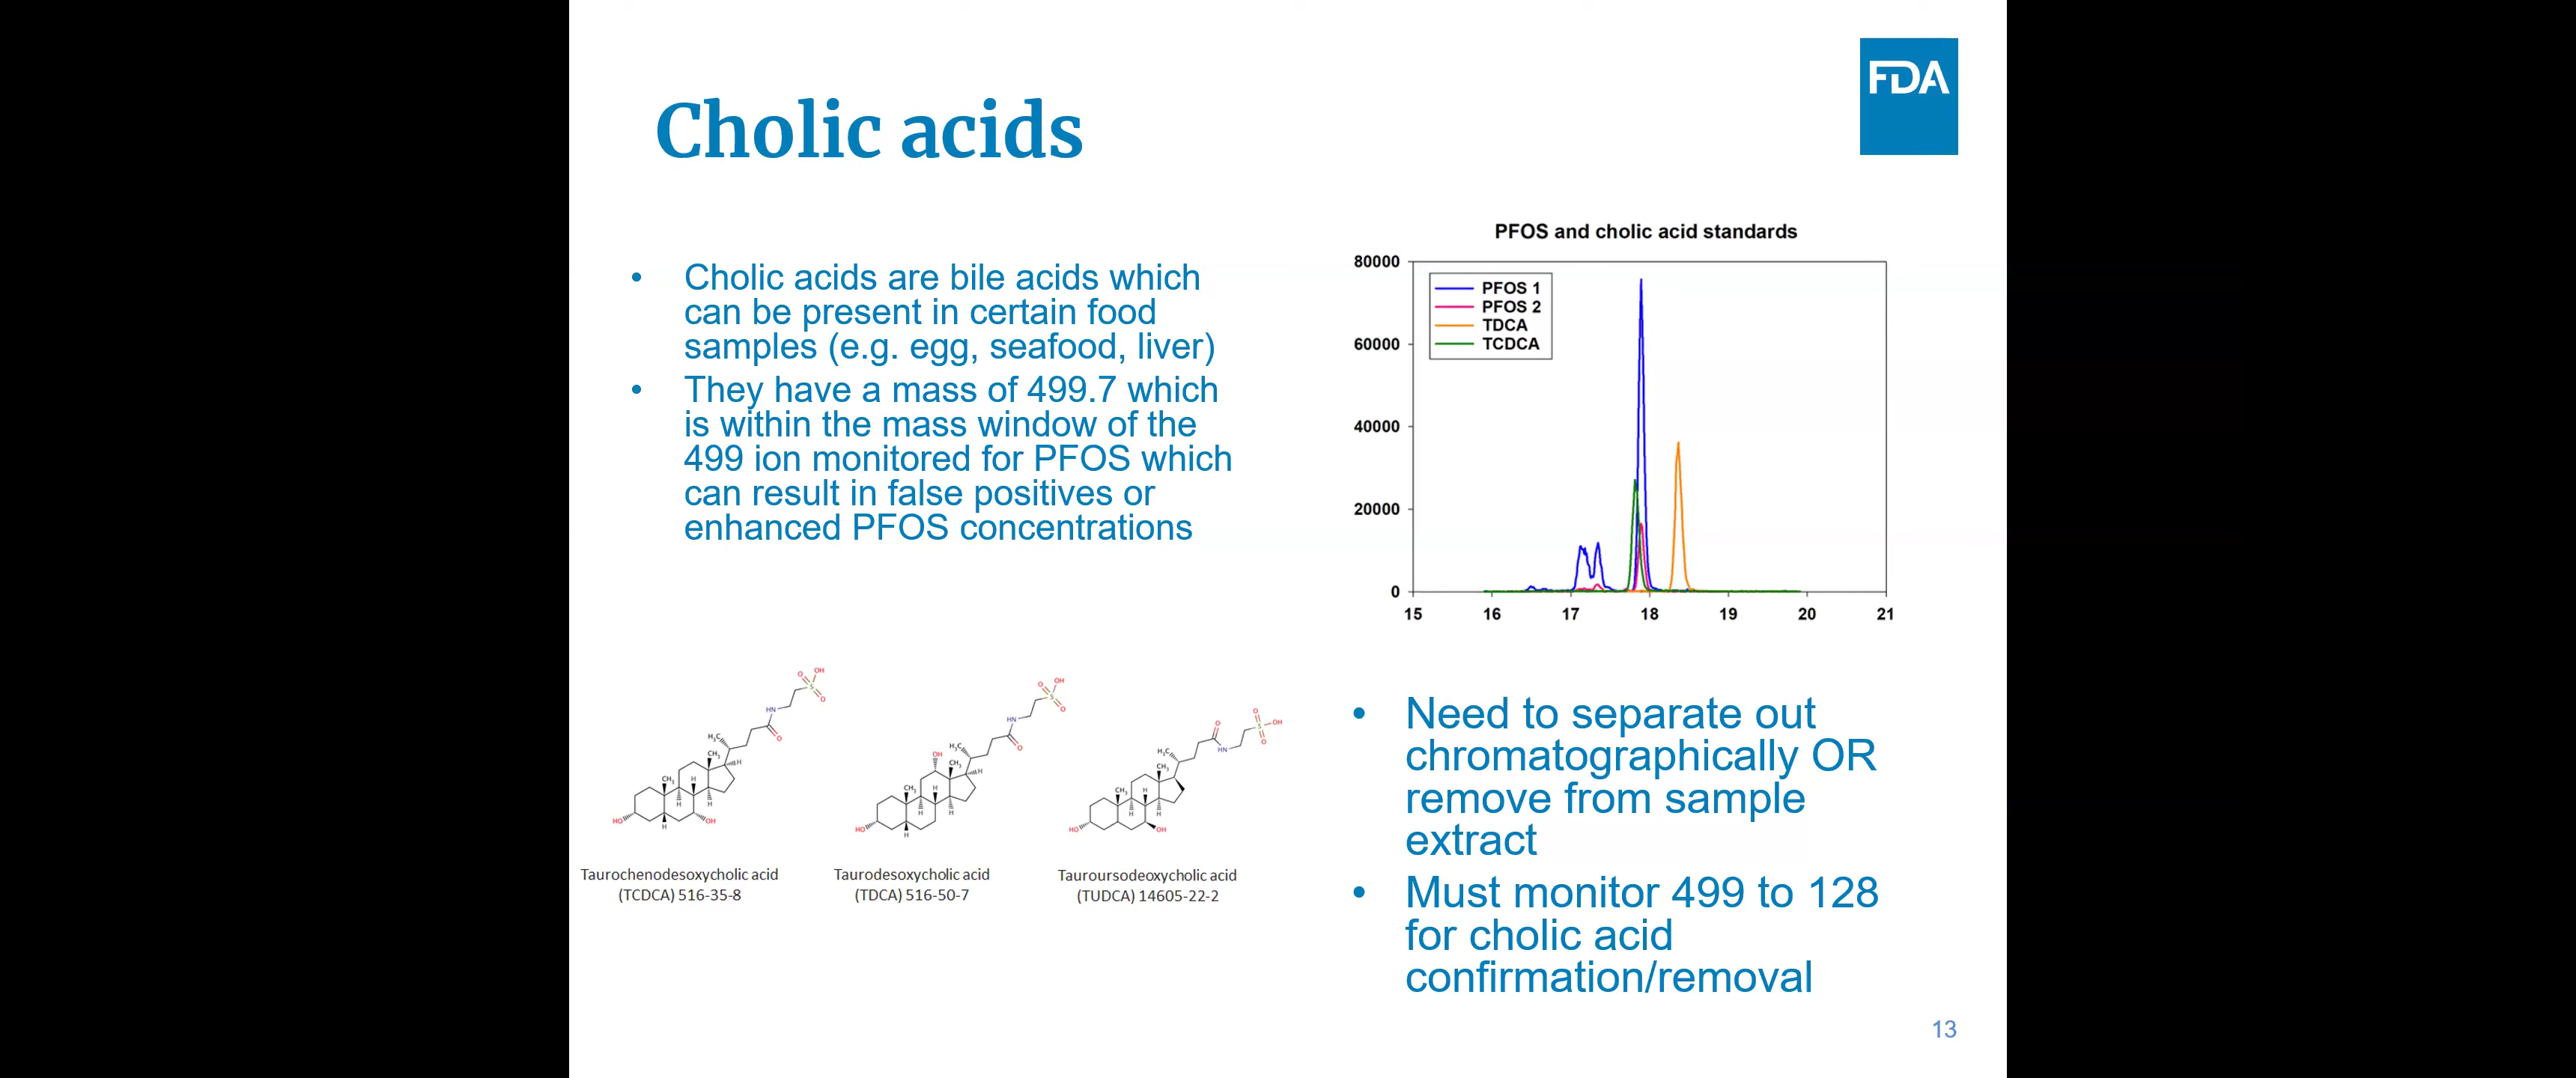 FDA
Cholic acids
• Cholic acids are bile acids which
can be present in certain food
samples (e.g. egg, seafood, liver)
• They have a mass of 499.7 which
is within the mass window of the
499 ion monitored for PFOS which
can result in false positives or
enhanced PFOS concentrations
PFOS and cholic acid standards
80000
60000
40000
20000
0
15 16 17 18 19 20 21
PFOS 1
PFOS 2
TDCA
TCDCA
Taurochenodesoxycholic acid
(TCDCA) 516-35-8
Taurodesoxycholic acid
(TDCA) 516-50-7
Tauroursodeoxycholic acid
(TUDCA) 14605-22-2
• Need to separate out
chromatographically OR
remove from sample
extract
• Must monitor 499 to 128
for cholic acid
confirmation/removal
13